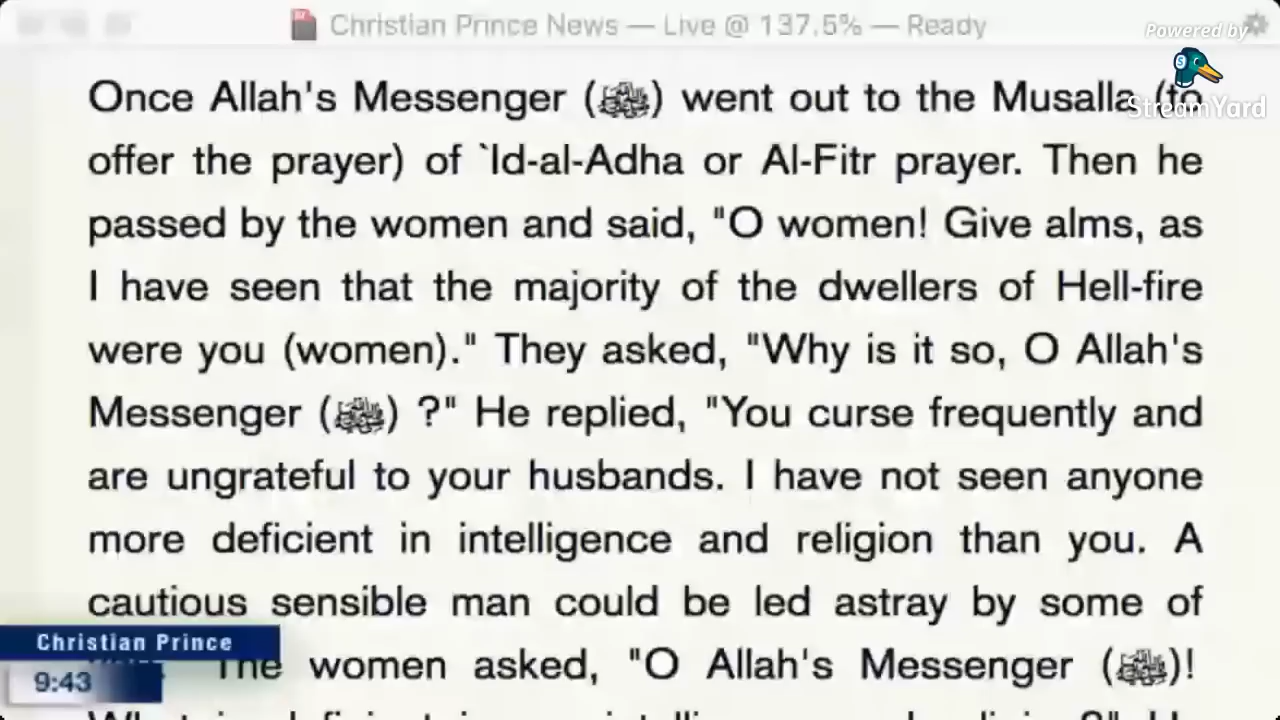 Christian Prince News — Live @ 137.5% — Ready
Powered by
StreamYard
Once Allah's Messenger (ﷺ) went out to the Musalla (to
offer the prayer) of `Id-al-Adha or Al-Fitr prayer. Then he
passed by the women and said, "O women! Give alms, as
I have seen that the majority of the dwellers of Hell-fire
were you (women)." They asked, "Why is it so, O Allah's
Messenger (ﷺ) ?" He replied, "You curse frequently and
are ungrateful to your husbands. I have not seen anyone
more deficient in intelligence and religion than you. A
cautious sensible man could be led astray by some of
The women asked, "O Allah's Messenger (ﷺ)!
Christian Prince
9:43